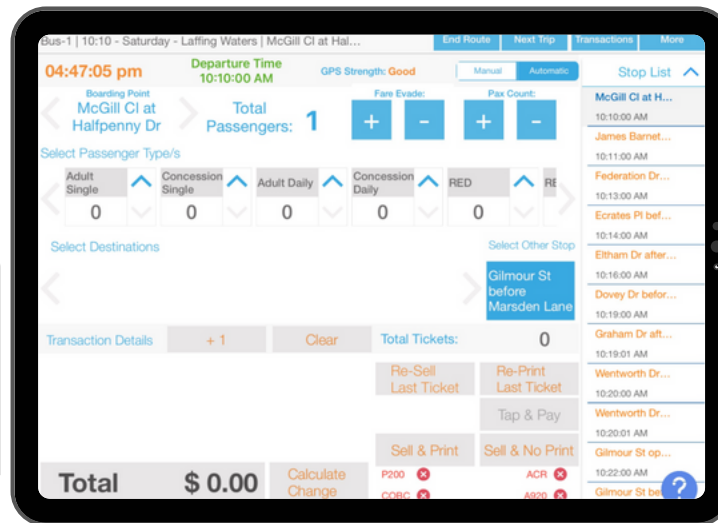 Bus-1 | 10:10 - Saturday - Laffing Waters | McGill Cl at Hal...
End Route
Next Trip
Transactions
More
04:47:05 pm
Departure Time
10:10:00 AM
GPS Strength: Good
Manual
Automatic
Stop List
Boarding Point
McGill Cl at
Halfpenny Dr
Total
Passengers:
1
Fare Evade:
+
-
Pax Count:
+
-
Select Passenger Type/s
Adult
Single
0
Concession
Single
0
Adult Daily
0
Concession
Daily
0
RED
0
RE
Select Destinations
Select Other Stop
Gilmour St
before
Marsden Lane
Transaction Details
+ 1
Clear
Total Tickets:
0
Re-Sell
Last Ticket
Re-Print
Last Ticket
Tap & Pay
Sell & Print
Sell & No Print
Total
$ 0.00
Calculate
Change
P200
ACR
COBC
A920
McGill Cl at H...
10:10:00 AM
James Barnet...
10:11:00 AM
Federation Dr...
10:13:00 AM
Ecrates Pl bef...
10:14:00 AM
Eltham Dr after...
10:16:00 AM
Dovey Dr befor...
10:19:00 AM
Graham Dr aft...
10:19:01 AM
Wentworth Dr...
10:20:00 AM
Wentworth Dr...
10:20:01 AM
Gilmour St op...
10:22:00 AM
Gilmour St be
?